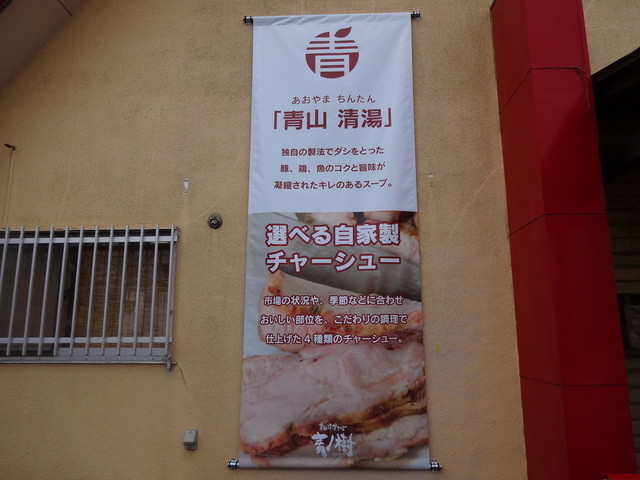 青
あおやま ちんたん
「青山 清湯」
独自の製法でダシをとった
豚、鶏、魚のコクと旨味が
凝縮されたキレのあるスープ。
選べる自家製
チャーシュー
市場の状況や、季節などに合わせ
おいしい部位を、こだわりの調理で
仕上げた4種類のチャーシュー。
青ノ樹